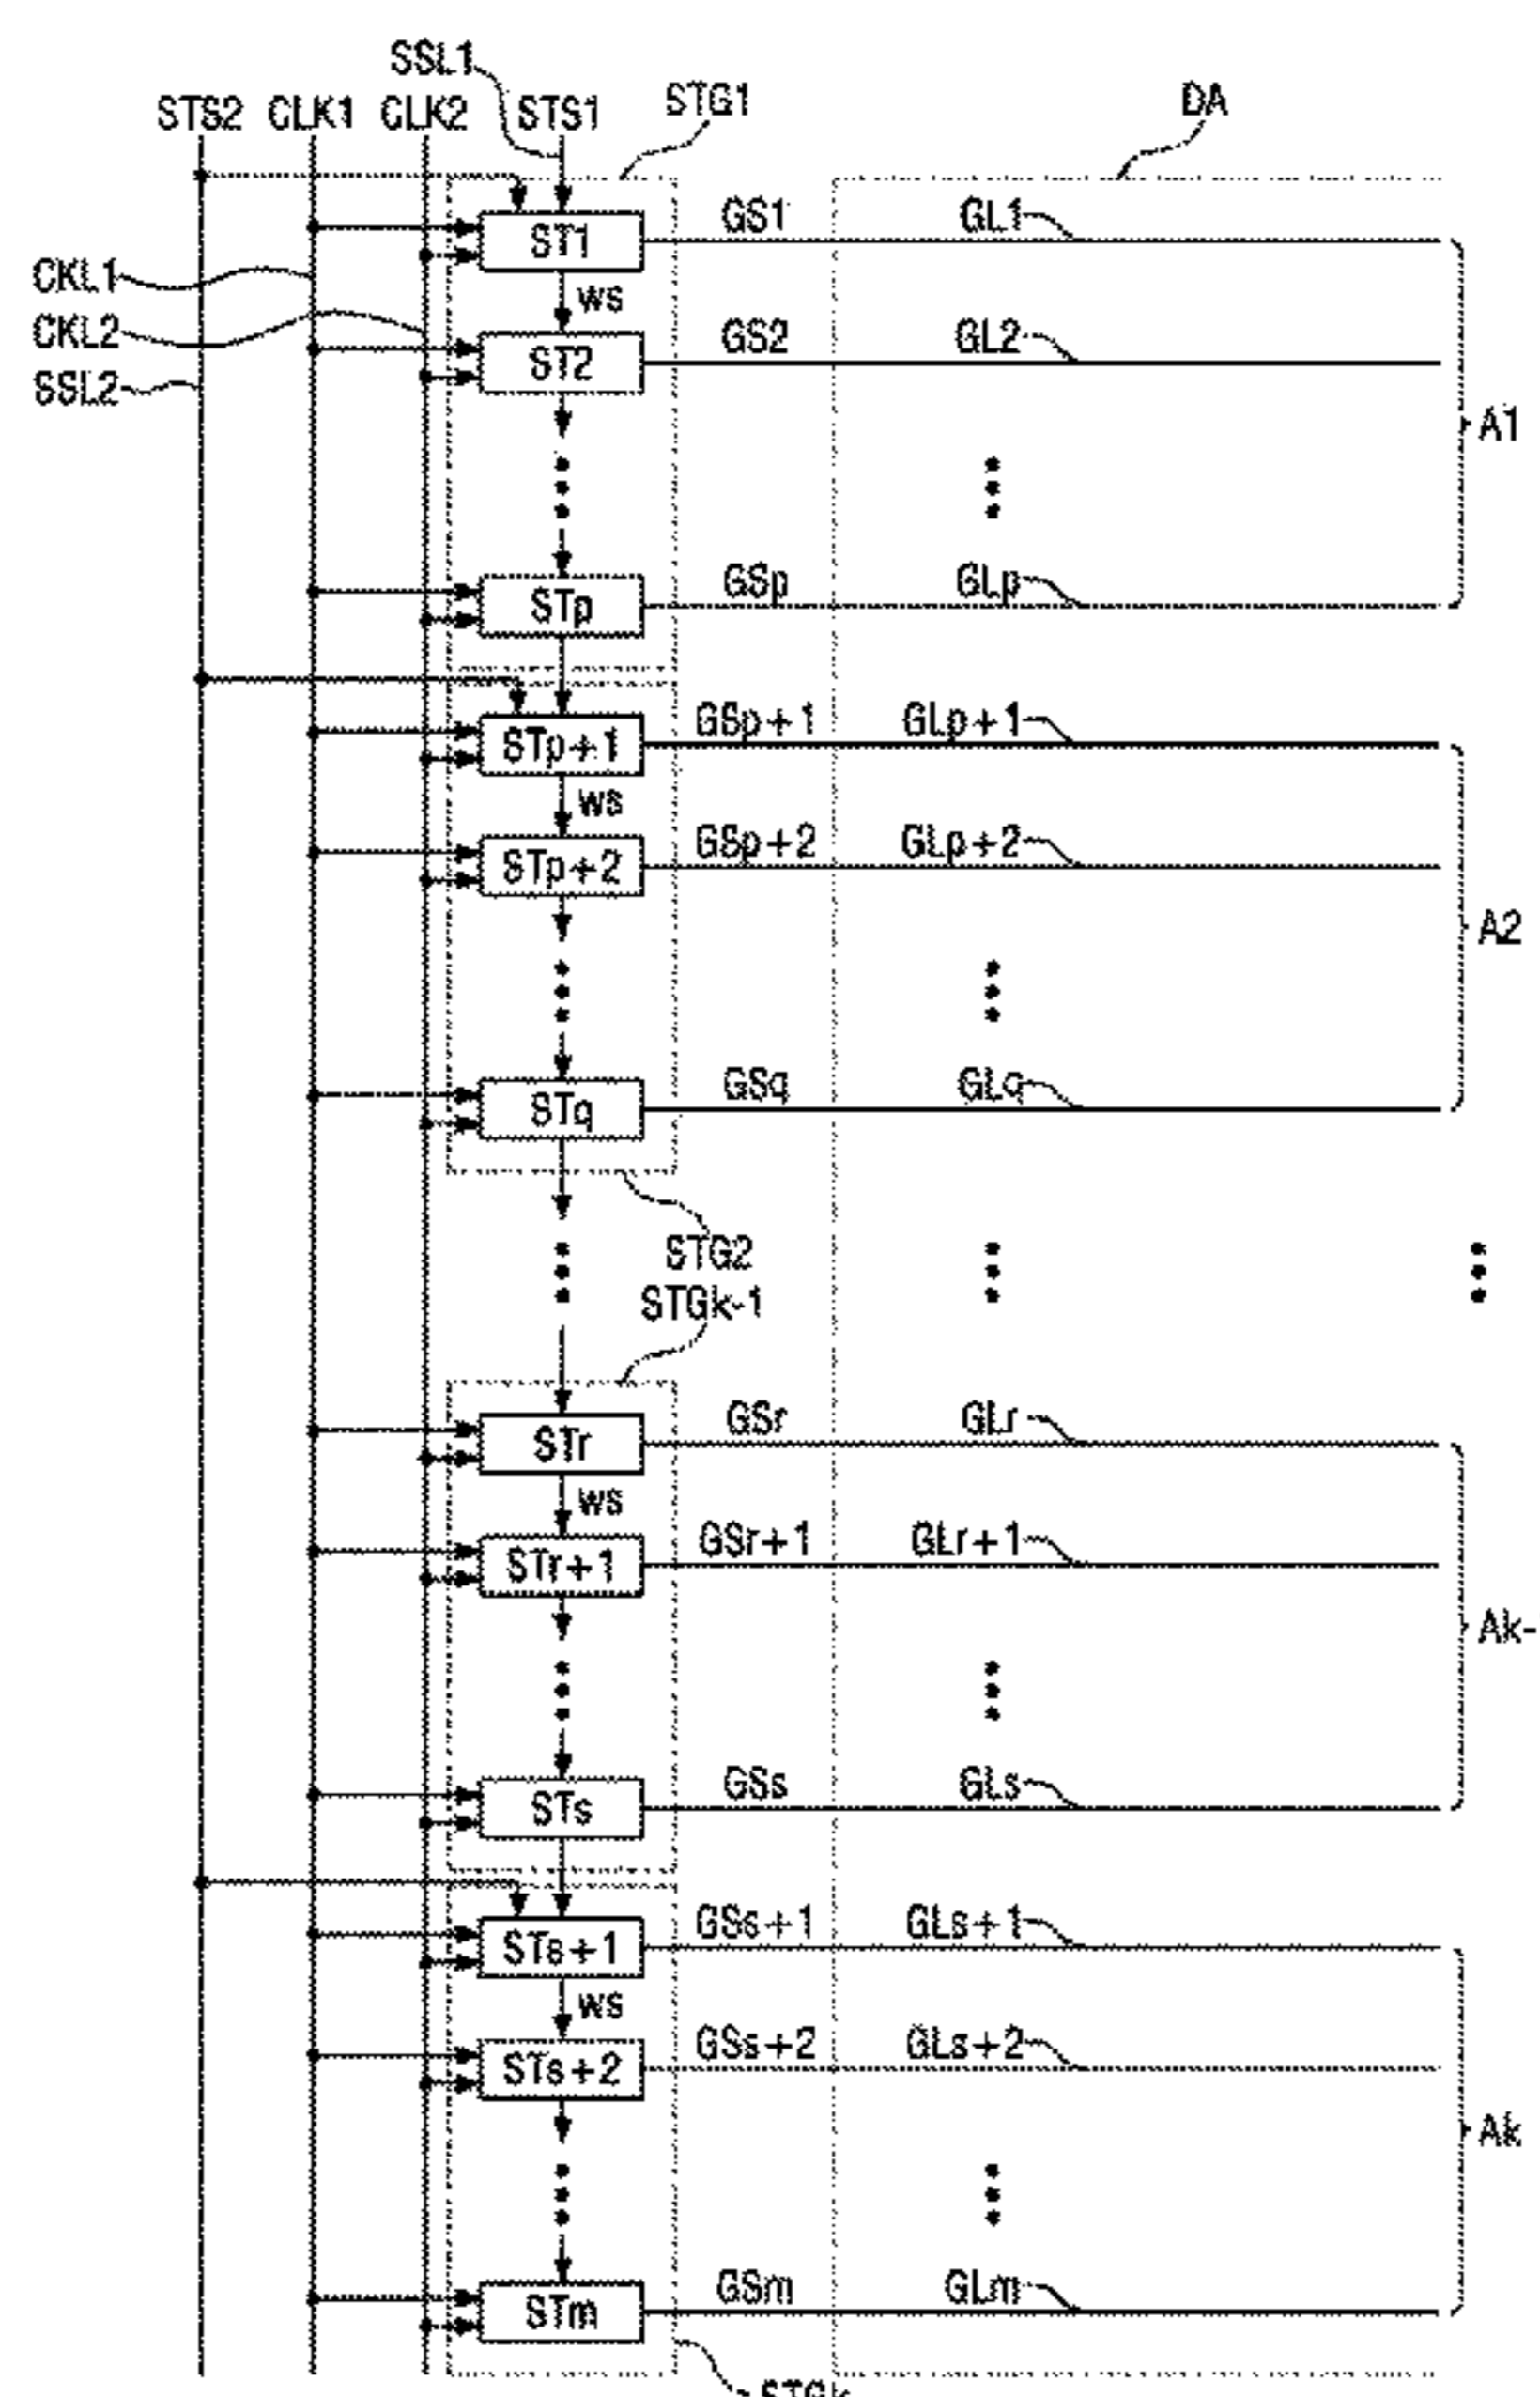 SSL1
STS2 CLK1 CLK2 STS1 STG1 DA
ST1 GS1 GL1
CKL1
ws
CKL2
ST2 GS2 GL2
SSL2
A1
STp GSp GLp
STp+1 GSp+1 GLp+1
ws
STp+2 GSp+2 GLp+2
A2
STq GSq GLq
STG2
STGk-1
STr GSr GLr
ws
STr+1 GSr+1 GLr+1
Ak-
STs GSs GLs
STs+1 GSs+1 GLs+1
ws
STs+2 GSs+2 GLs+2
Ak
STm GSm GLm
STGk